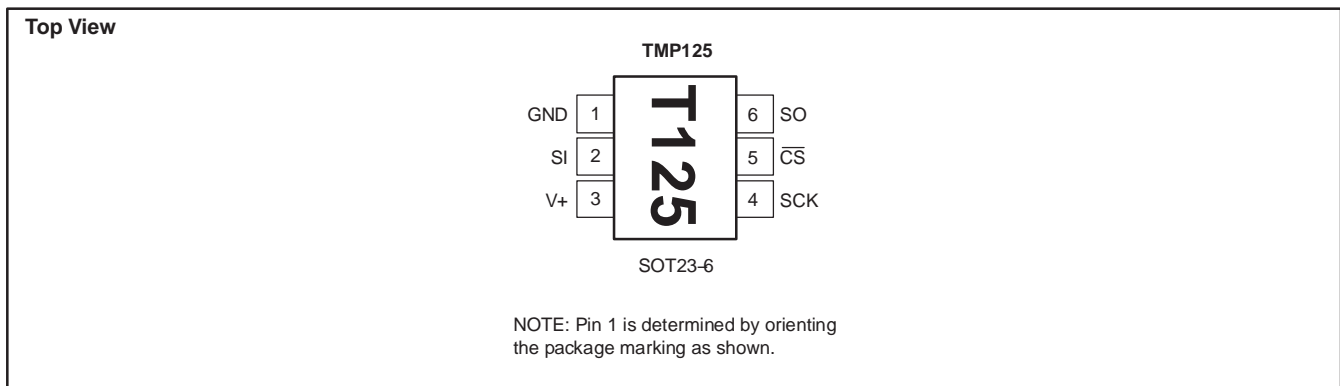 Top View
TMP125
GND 1 6 SO
SI 2 5 C̅S̅
V+ 3 4 SCK
T125
SOT23-6
NOTE: Pin 1 is determined by orienting
the package marking as shown.